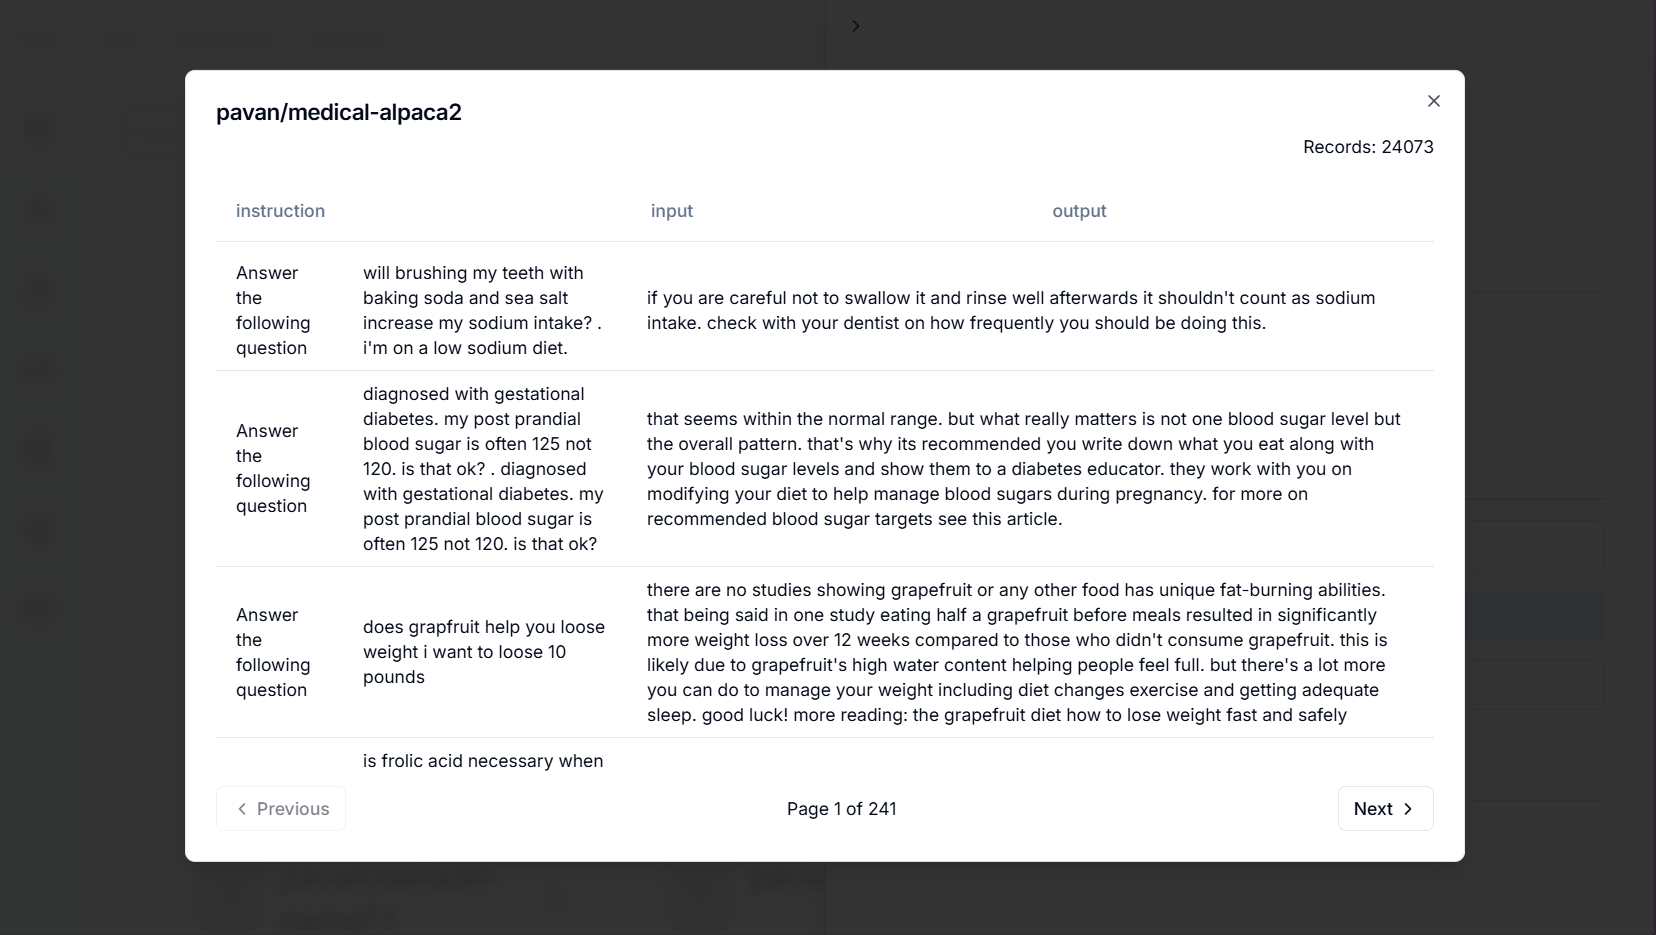 pavan/medical-alpaca2
Records: 24073
instruction
input
output
Answer
the
following
question
will brushing my teeth with
baking soda and sea salt
increase my sodium intake? .
i'm on a low sodium diet.
if you are careful not to swallow it and rinse well afterwards it shouldn't count as sodium
intake. check with your dentist on how frequently you should be doing this.
Answer
the
following
question
diagnosed with gestational
diabetes. my post prandial
blood sugar is often 125 not
120. is that ok? . diagnosed
with gestational diabetes. my
post prandial blood sugar is
often 125 not 120. is that ok?
that seems within the normal range. but what really matters is not one blood sugar level but
the overall pattern. that's why its recommended you write down what you eat along with
your blood sugar levels and show them to a diabetes educator. they work with you on
modifying your diet to help manage blood sugars during pregnancy. for more on
recommended blood sugar targets see this article.
Answer
the
following
question
does grapfruit help you loose
weight i want to loose 10
pounds
there are no studies showing grapefruit or any other food has unique fat-burning abilities.
that being said in one study eating half a grapefruit before meals resulted in significantly
more weight loss over 12 weeks compared to those who didn't consume grapefruit. this is
likely due to grapefruit's high water content helping people feel full. but there's a lot more
you can do to manage your weight including diet changes exercise and getting adequate
sleep. good luck! more reading: the grapefruit diet how to lose weight fast and safely
is frolic acid necessary when
Previous
Page 1 of 241
Next